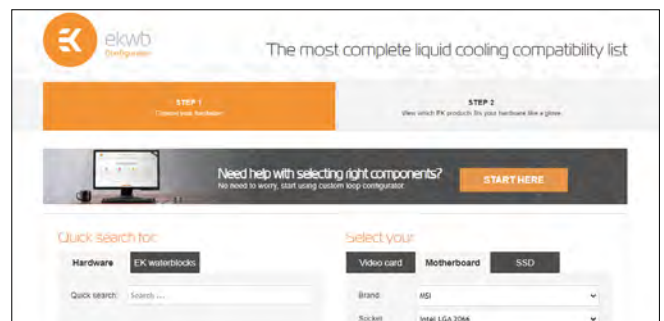 ekwb
Configurator
The most complete liquid cooling compatibility list
STEP 1
Choose your hardware
STEP 2
View which EK products fits your hardware like a glove.
Need help with selecting right components?
No need to worry, start using custom loop configurator.
START HERE
Quick search for:
Hardware
EK waterblocks
Quick search:
Search ...
Select your
Video card
Motherboard
SSD
Brand
MSI
Socket
Intel LGA 2066